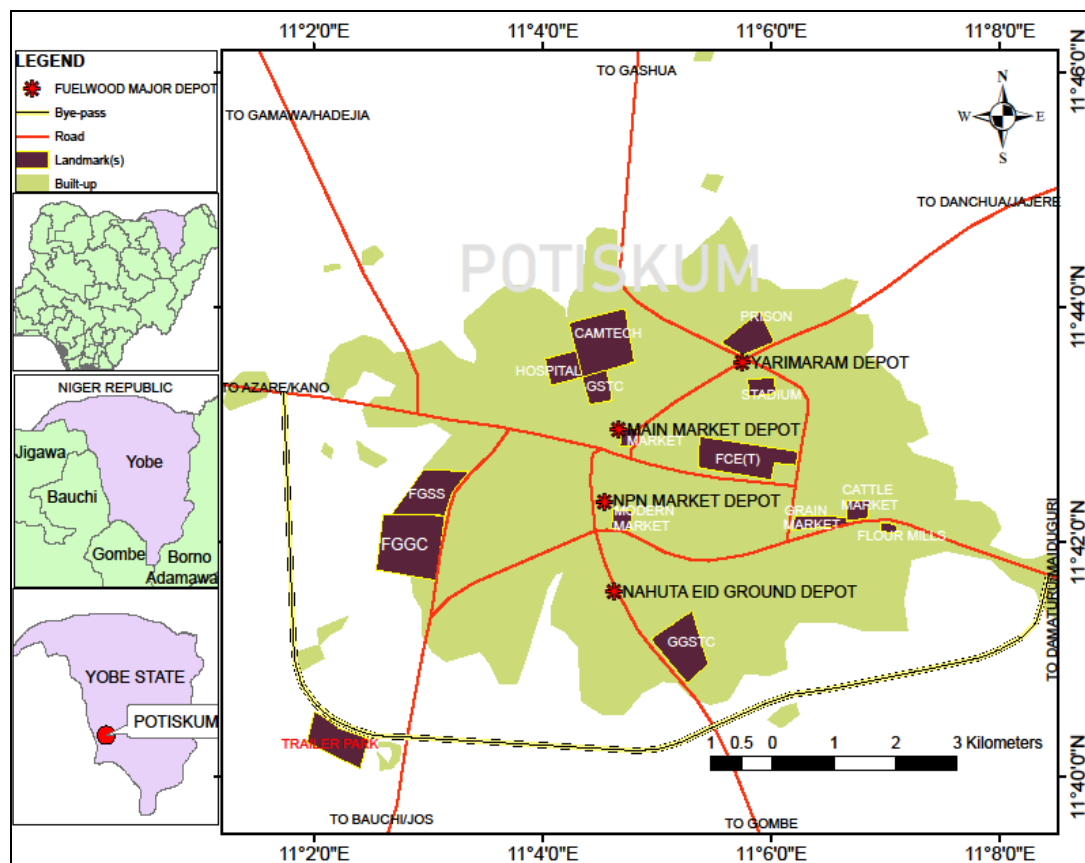 11°2'0"E
11°4'0"E
11°6'0"E
11°8'0"E
LEGEND
FUELWOOD MAJOR DEPOT
Bye-pass
Road
Landmark(s)
Built-up
NIGER REPUBLIC
Jigawa
Yobe
Bauchi
Gombe
Borno
Adamawa
YOBE STATE
POTISKUM
TO GASHUA
TO GAMAWA/HADEJIA
N
W
E
S
TO DANCHUA/JAJERE
POTISKUM
PRISON
CAMTECH
YARIMARAM DEPOT
HOSPITAL
GSTC
STADIUM
TO AZARE/KANO
MAIN MARKET DEPOT
MARKET
FCE(T)
FGSS
NPN MARKET DEPOT
CATTLE
MARKET
MODERN
MARKET
GRAIN
MARKET
FLOUR MILLS
FGGC
NAHUTA EID GROUND DEPOT
GGSTC
TO DAMATURU/MAIDUGURI
TRAILER PARK
1 0.5 0 1 2 3 Kilometers
TO BAUCHI/JOS
TO GOMBE
11°46'0"N
11°44'0"N
11°42'0"N
11°40'0"N
11°2'0"E
11°4'0"E
11°6'0"E
11°8'0"E